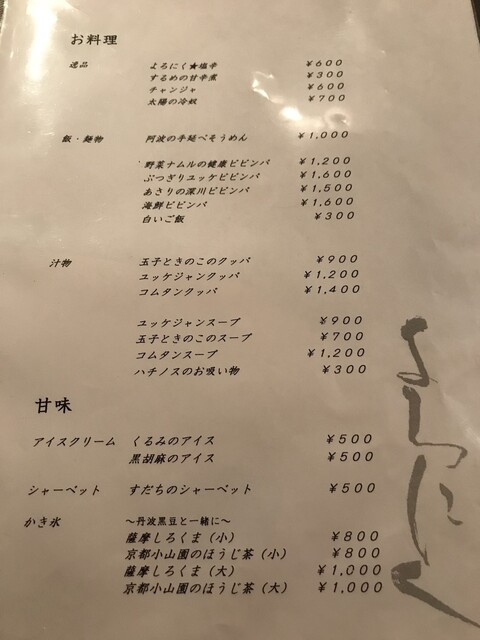 お料理
逸品 よろにく★塩辛 ¥600
するめの甘辛煮 ¥300
チャンジャ ¥600
太陽の冷奴 ¥700
飯・麺物 阿波の手延べそうめん ¥1,000
野菜ナムルの健康ビビンバ ¥1,200
ぶつぎりユッケビビンバ ¥1,600
あさりの深川ビビンバ ¥1,500
海鮮ビビンバ ¥1,600
白いご飯 ¥300
汁物 玉子ときのこのクッパ ¥900
ユッケジャンクッパ ¥1,200
コムタンクッパ ¥1,400
ユッケジャンスープ ¥900
玉子ときのこのスープ ¥700
コムタンスープ ¥1,200
ハチノスのお吸い物 ¥300
甘味
アイスクリーム くるみのアイス ¥500
黒胡麻のアイス ¥500
シャーベット すだちのシャーベット ¥500
かき氷 ～丹波黒豆と一緒に～
薩摩しろくま（小） ¥800
京都小山園のほうじ茶（小） ¥800
薩摩しろくま（大） ¥1,000
京都小山園のほうじ茶（大） ¥1,000
よろにく